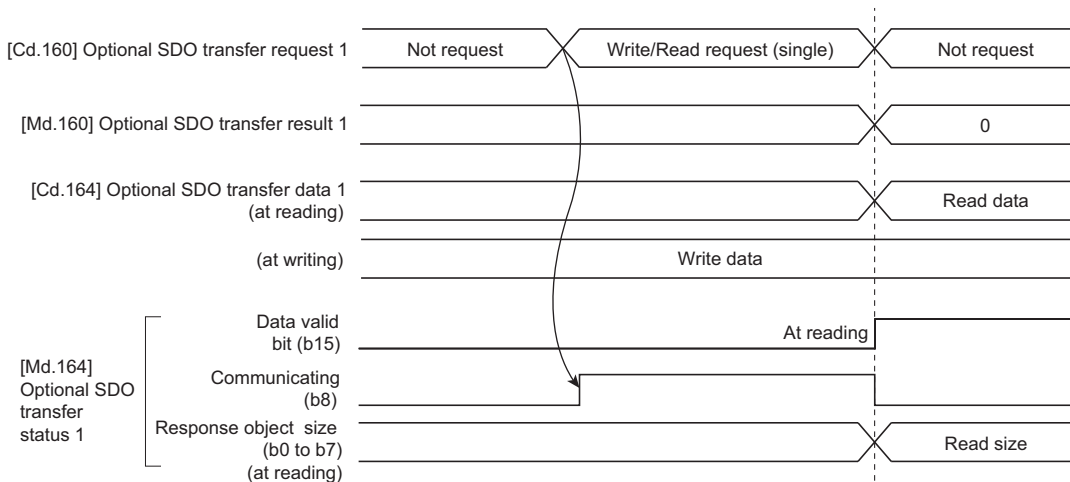 [Cd.160] Optional SDO transfer request 1
Not request
Write/Read request (single)
Not request
[Md.160] Optional SDO transfer result 1
0
[Cd.164] Optional SDO transfer data 1
(at reading)
Read data
(at writing)
Write data
[Md.164]
Optional SDO
transfer
status 1
Data valid
bit (b15)
At reading
Communicating
(b8)
Response object size
(b0 to b7)
(at reading)
Read size